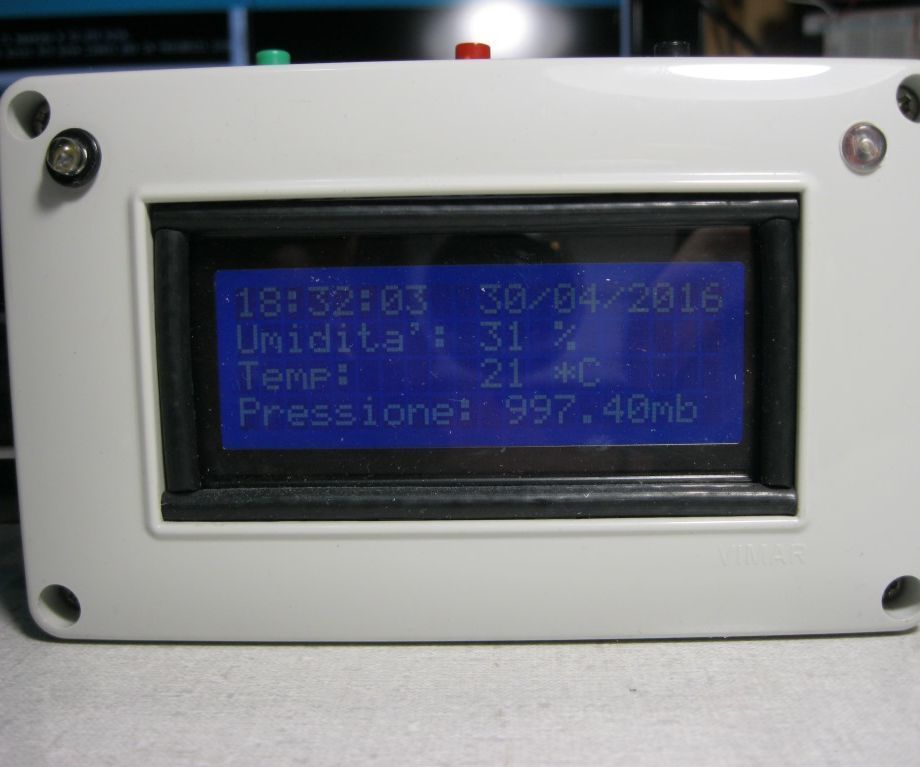 18:32:03 30/04/2016
Umidita': 31 %
Temp: 21 *C
Pressione: 997.40mb
VIMAR